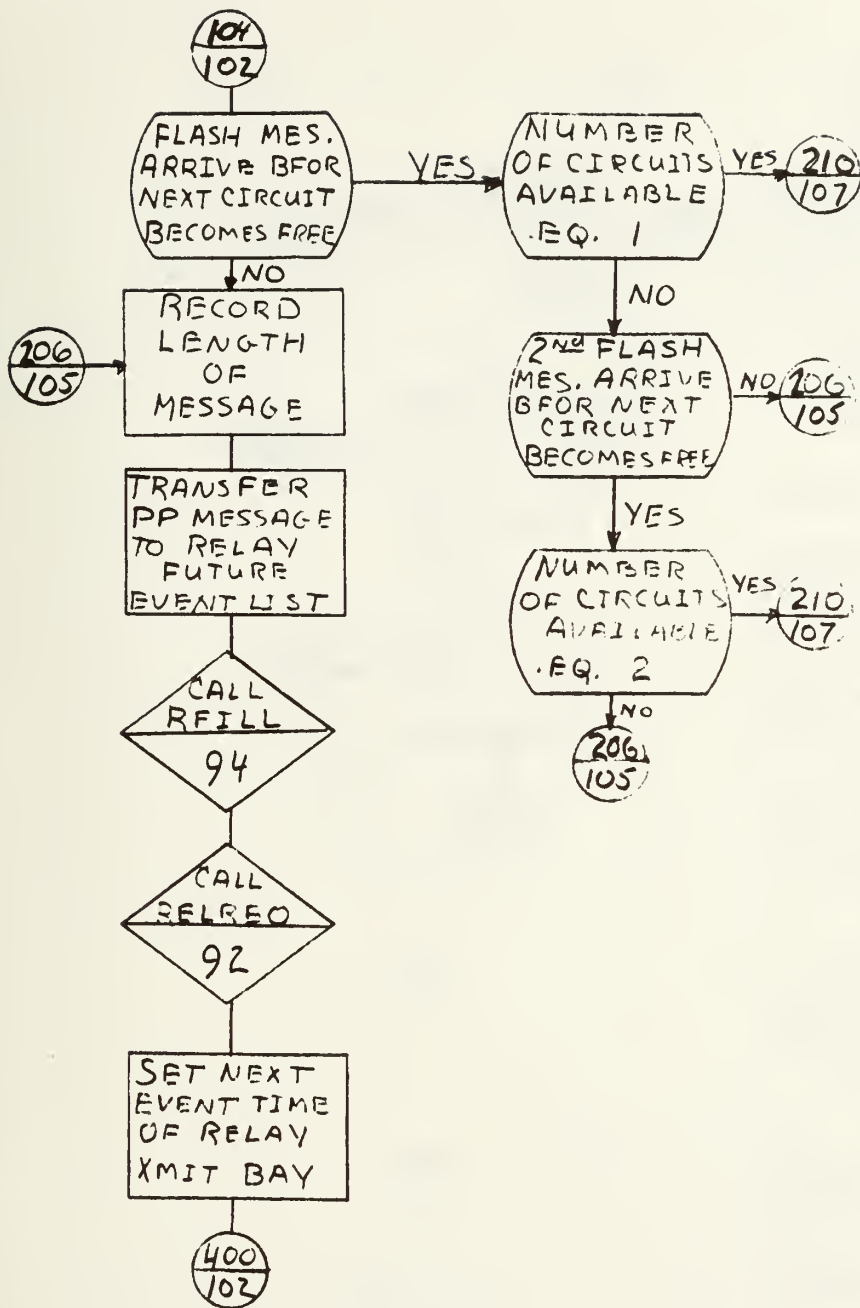 104
102
FLASH MES.
ARRIVE BFOR
NEXT CIRCUIT
BECOMES FREE
YES
NO
NUMBER
OF CIRCUITS
AVAILABLE
.EQ. 1
YES
210
107
NO
206
105
RECORD
LENGTH
OF
MESSAGE
2Nd FLASH
MES. ARRIVE
BFOR NEXT
CIRCUIT
BECOMES FREE
NO
206
105
YES
TRANSFER
PP MESSAGE
TO RELAY
FUTURE
EVENT LIST
NUMBER
OF CIRCUITS
AVAILABLE
.EQ. 2
YES
210
107
NO
206
105
CALL
RFILL
94
CALL
RELREO
92
SET NEXT
EVENT TIME
OF RELAY
XMIT BAY
400
102